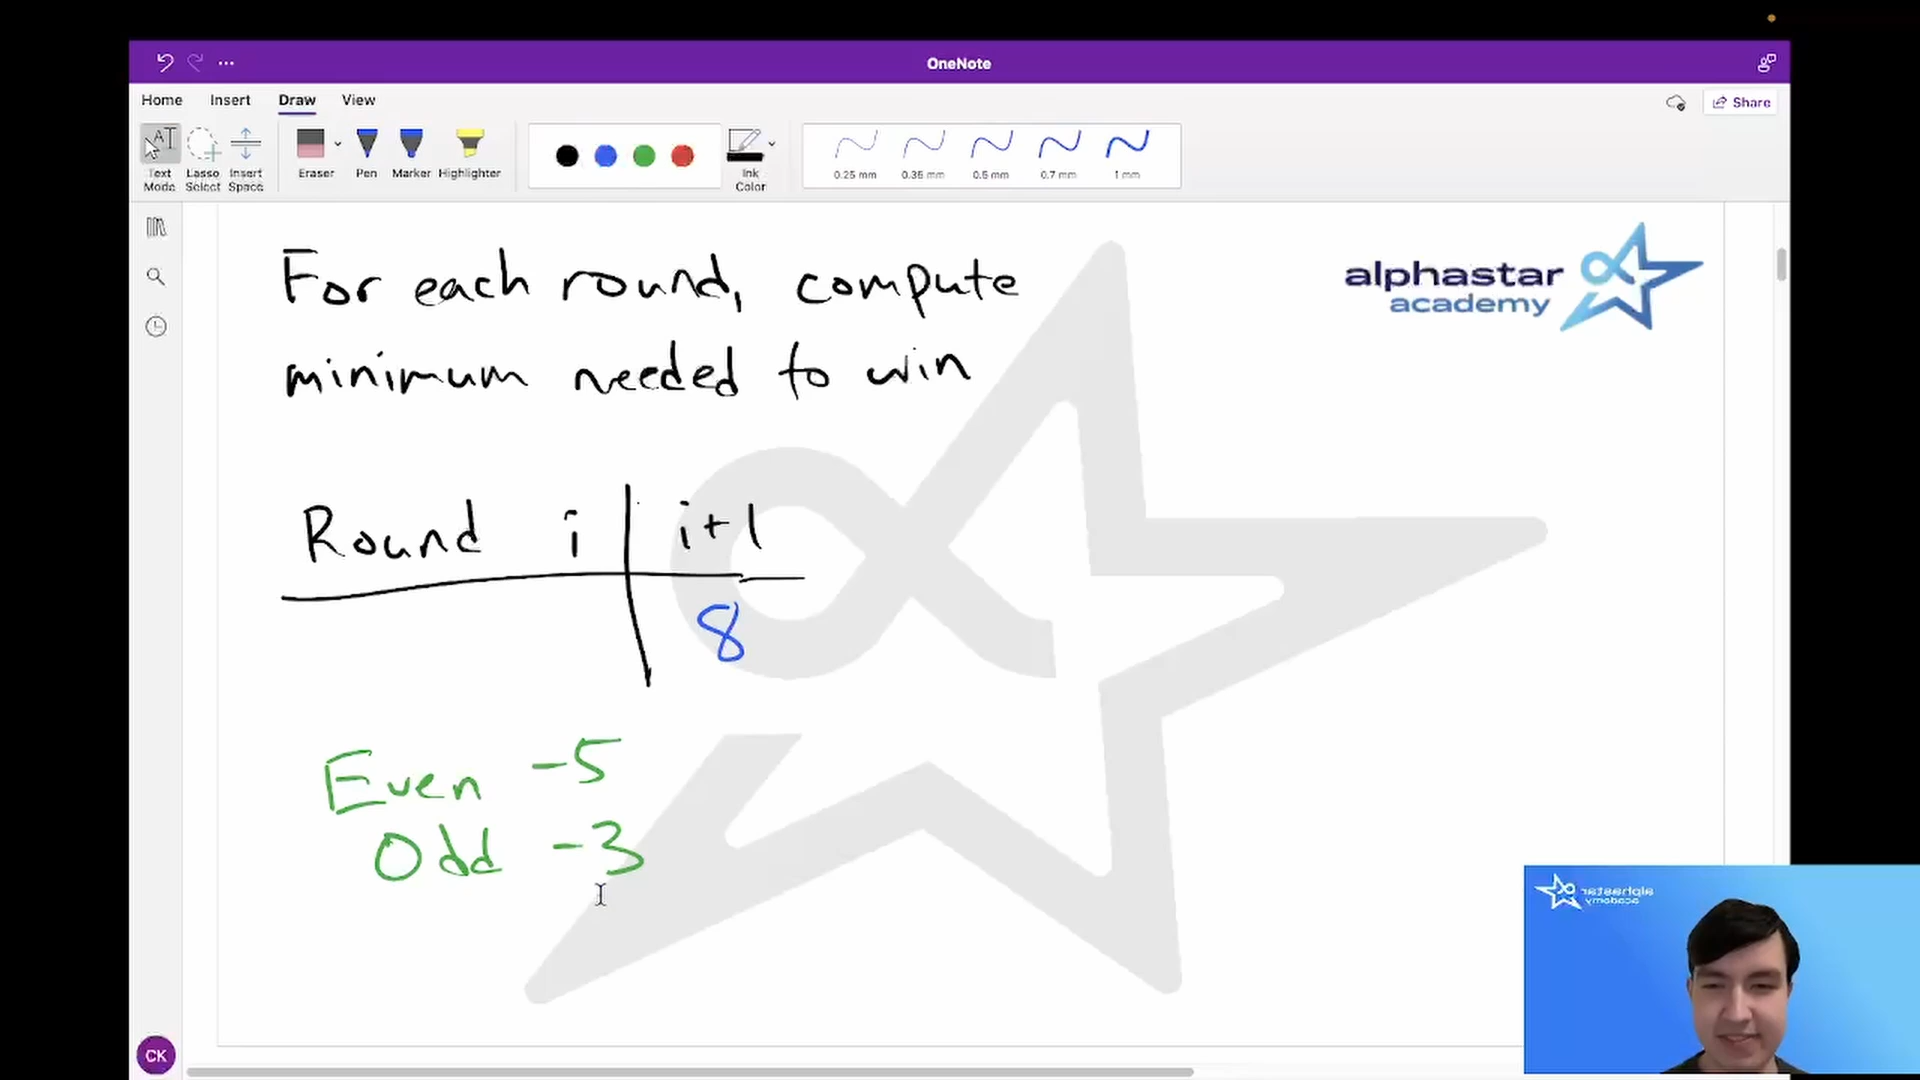 OneNote
Home Insert Draw View
Share
Text Mode
Lasso Select
Insert Space
Eraser
Pen
Marker
Highlighter
Ink Color
0.25 mm
0.35 mm
0.5 mm
0.7 mm
1 mm
For each round, compute
minimum needed to win
alphastar
academy
Round i | i+1
8
Even -5
Odd -3
CK
alphastar
academy